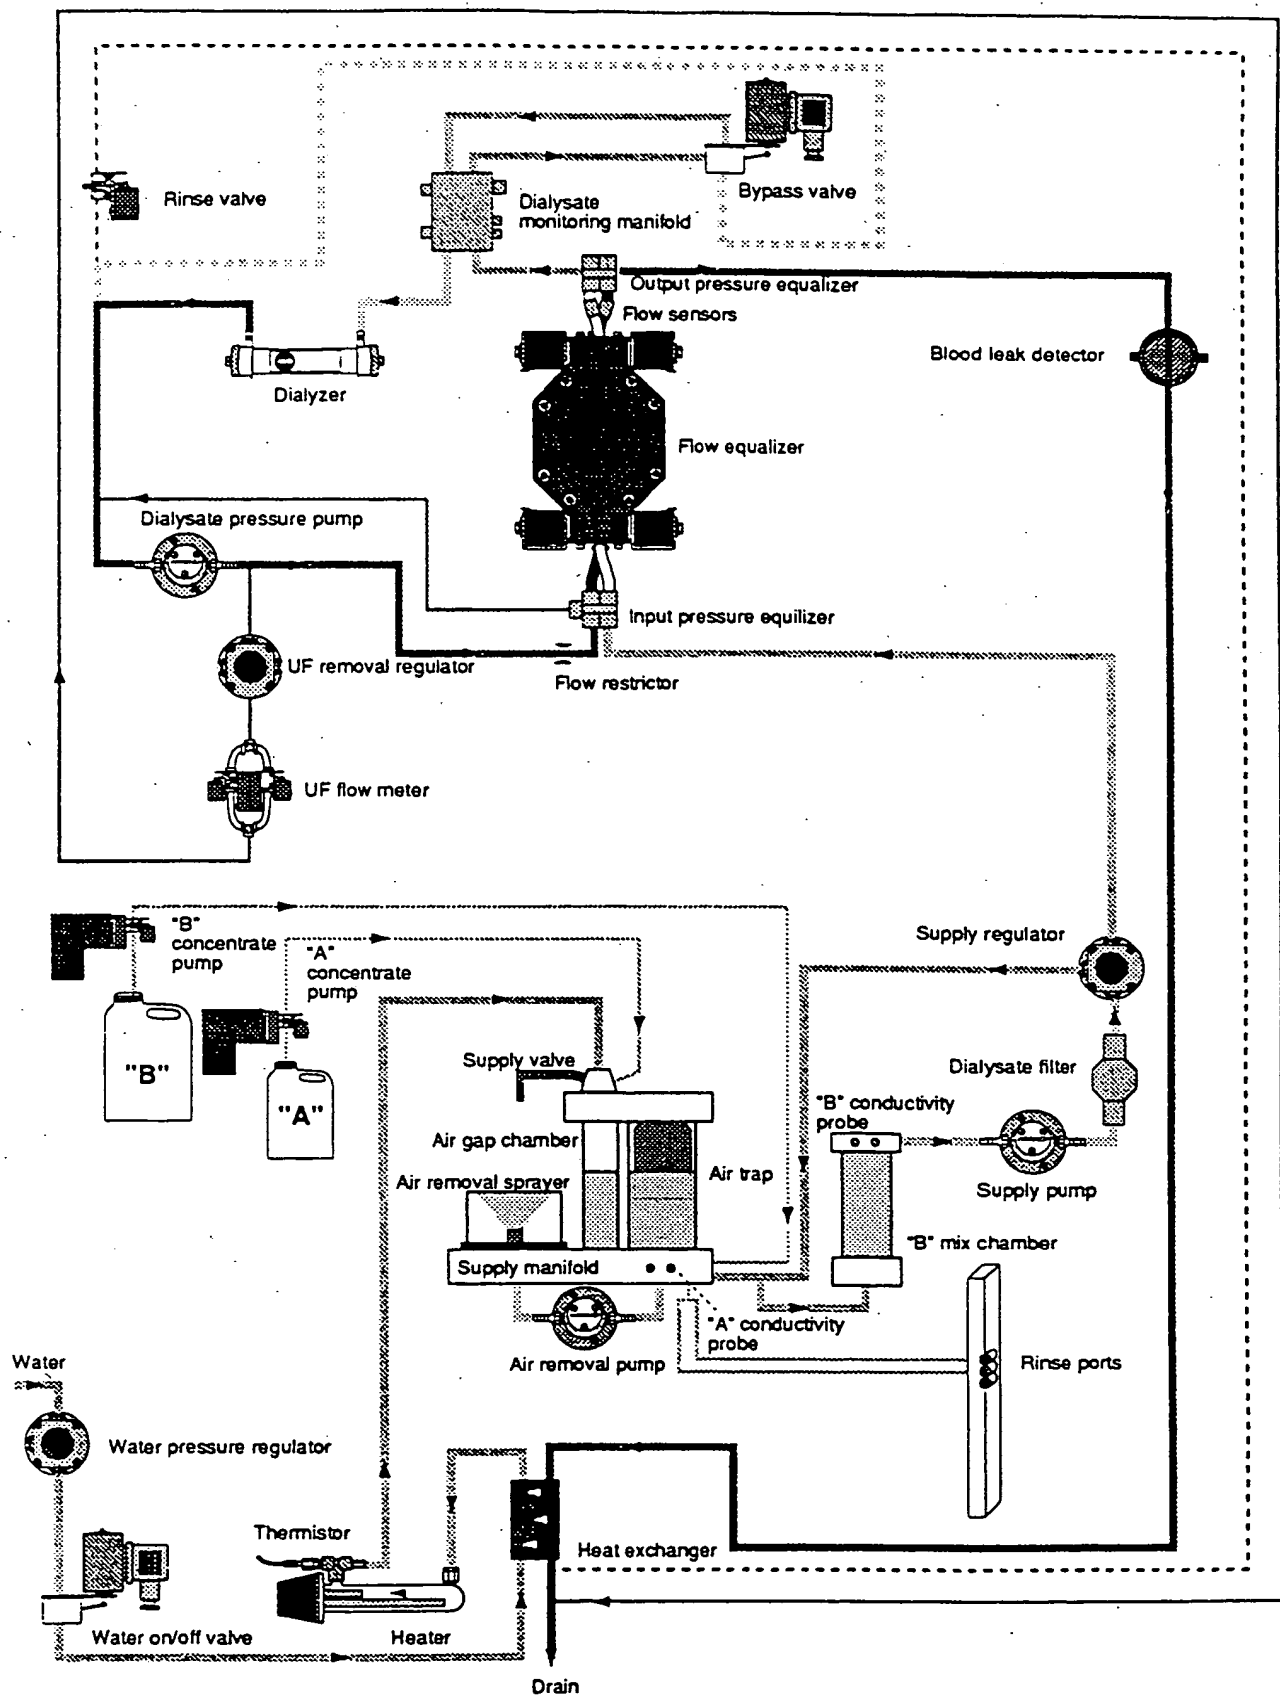 Rinse valve
Bypass valve
Dialysate
monitoring manifold
Output pressure equalizer
Flow sensors
Blood leak detector
Dialyzer
Flow equalizer
Dialysate pressure pump
Input pressure equilizer
UF removal regulator
Flow restrictor
UF flow meter
"B"
concentrate
pump
"A"
concentrate
pump
Supply regulator
"B"
"A"
Supply valve
Dialysate filter
"B" conductivity
probe
Air gap chamber
Air trap
Air removal sprayer
Supply pump
"B" mix chamber
Supply manifold
"A" conductivity
probe
Air removal pump
Rinse ports
Water
Water pressure regulator
Thermistor
Heat exchanger
Water on/off valve
Heater
Drain